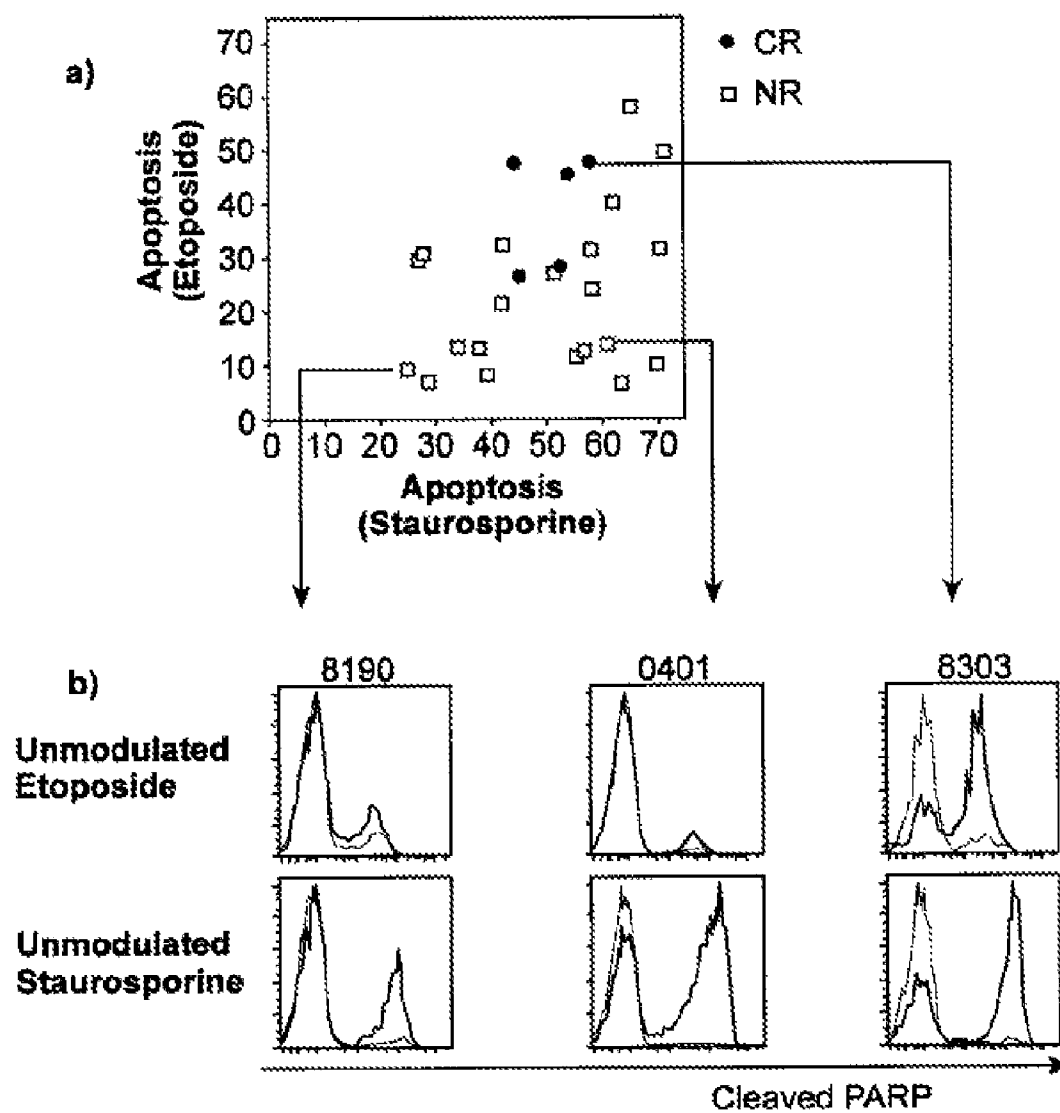 a)
70
60
50
40
30
20
10
0
Apoptosis
(Etoposide)
0 10 20 30 40 50 60 70
Apoptosis
(Staurosporine)
CR
NR
b)
8190 0401 8303
Unmodulated
Etoposide
Unmodulated
Staurosporine
Cleaved PARP